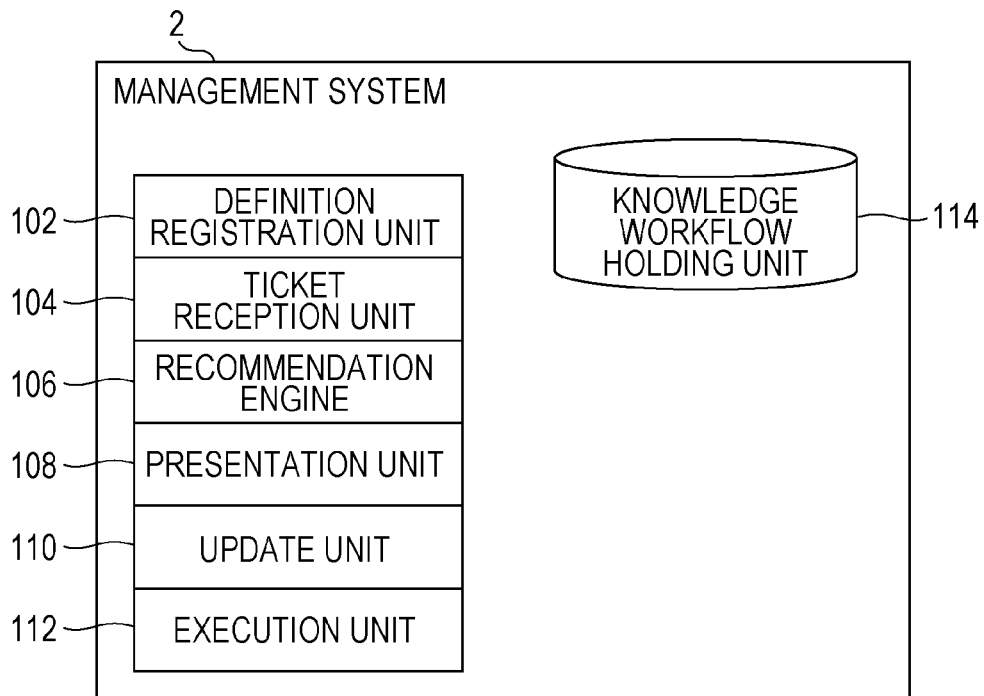 2
MANAGEMENT SYSTEM
102
DEFINITION
REGISTRATION UNIT
104
TICKET
RECEPTION UNIT
106
RECOMMENDATION
ENGINE
108
PRESENTATION UNIT
110
UPDATE UNIT
112
EXECUTION UNIT
KNOWLEDGE
WORKFLOW
HOLDING UNIT
114